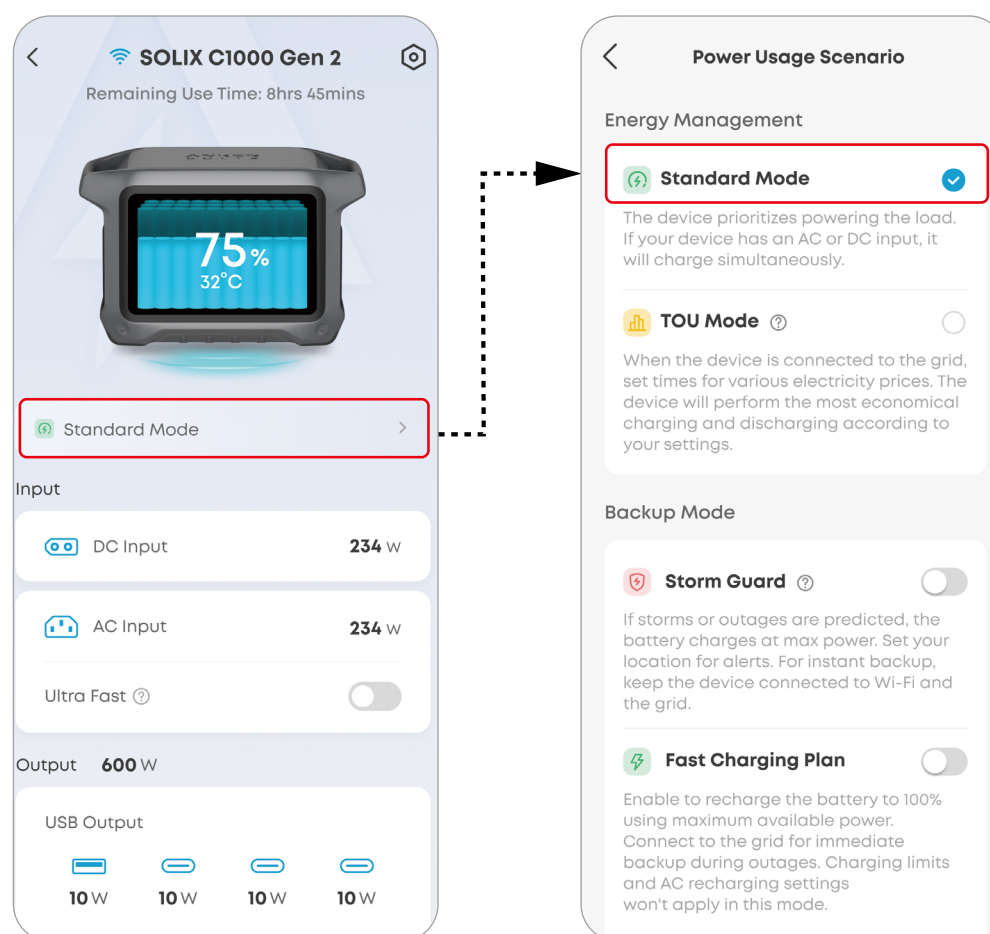 SOLIX C1000 Gen 2
Remaining Use Time: 8hrs 45mins
ANKER
SOLIX
75%
32°C
Standard Mode
Input
DC Input 234 W
AC Input 234 W
Ultra Fast
Output 600 W
USB Output
10 W 10 W 10 W 10 W
Power Usage Scenario
Energy Management
Standard Mode
The device prioritizes powering the load.
If your device has an AC or DC input, it
will charge simultaneously.
TOU Mode
When the device is connected to the grid,
set times for various electricity prices. The
device will perform the most economical
charging and discharging according to
your settings.
Backup Mode
Storm Guard
If storms or outages are predicted, the
battery charges at max power. Set your
location for alerts. For instant backup,
keep the device connected to Wi-Fi and
the grid.
Fast Charging Plan
Enable to recharge the battery to 100%
using maximum available power.
Connect to the grid for immediate
backup during outages. Charging limits
and AC recharging settings
won't apply in this mode.